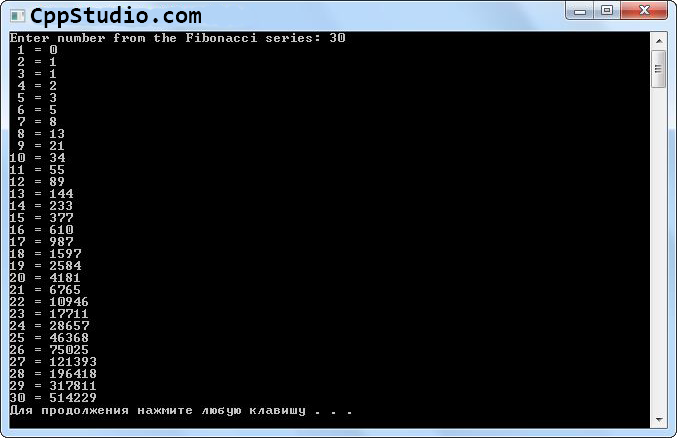 CppStudio.com
Enter number from the Fibonacci series: 30
1 = 0
2 = 1
3 = 1
4 = 2
5 = 3
6 = 5
7 = 8
8 = 13
9 = 21
10 = 34
11 = 55
12 = 89
13 = 144
14 = 233
15 = 377
16 = 610
17 = 987
18 = 1597
19 = 2584
20 = 4181
21 = 6765
22 = 10946
23 = 17711
24 = 28657
25 = 46368
26 = 75025
27 = 121393
28 = 196418
29 = 317811
30 = 514229
Для продолжения нажмите любую клавишу . . .